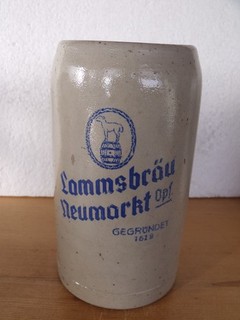 Lammsbräu
Neumarkt Opf.
GEGRÜNDET
1628